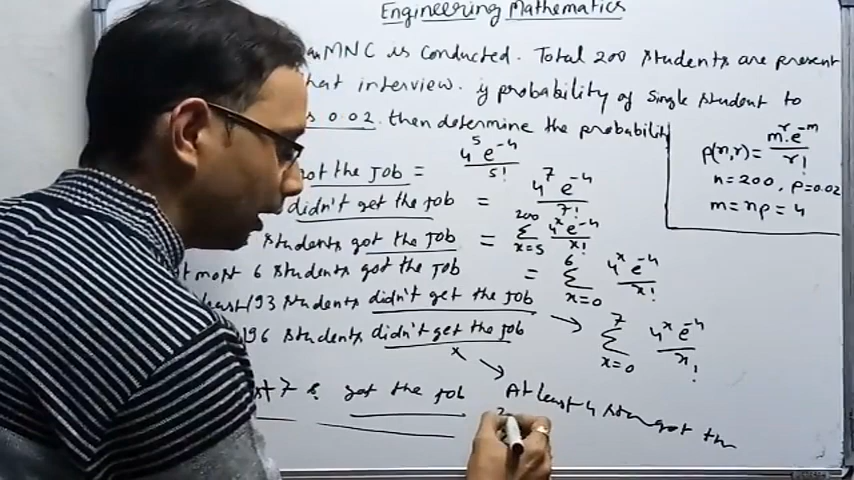 Engineering Mathematics
an MNC is conducted. Total 200 students are present
that interview. if probability of single student to
is 0.02. then determine the probability
got the job = 4^5 e^-4 / 5!
didn't get the job = 4^7 e^-4 / 7!
students got the job = Σ_{x=5}^{200} 4^x e^-4 / x!
At most 6 students got the job = Σ_{x=0}^{6} 4^x e^-4 / x!
least 193 students didn't get the job → Σ_{x=0}^{7} 4^x e^-4 / x!
196 students didn't get the job
got the job
At least 4 got
p(n,r) = m^r e^-m / r!
n=200, p=0.02
m=np=4